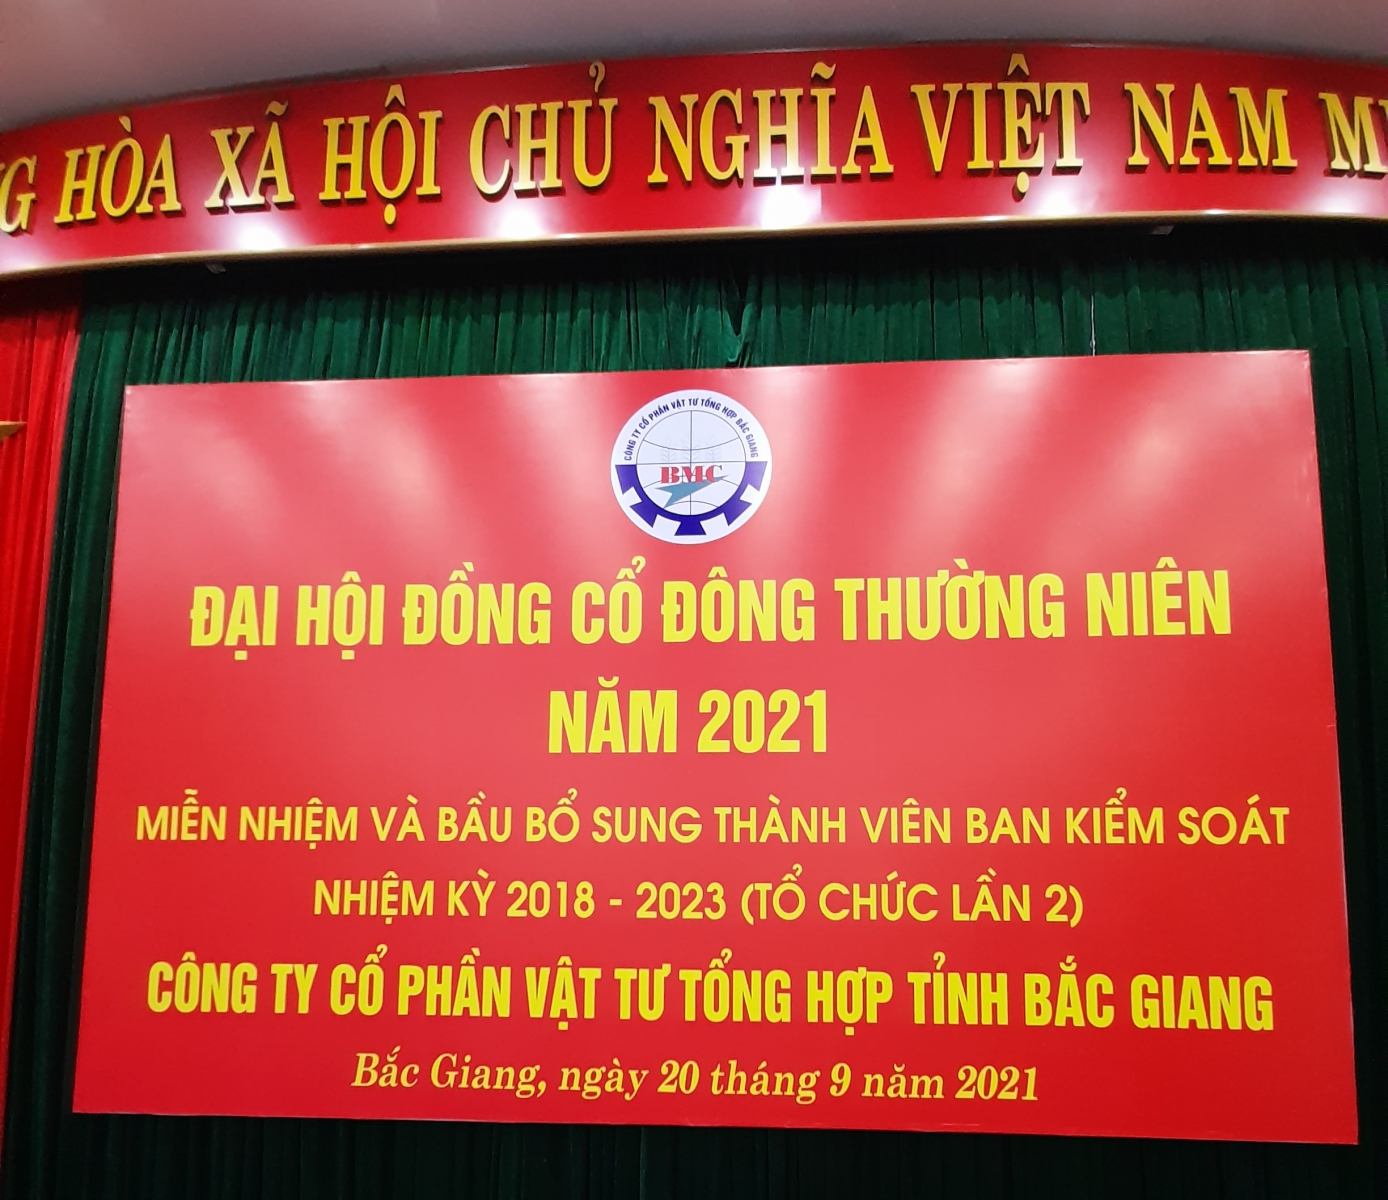 HÒA XÃ HỘI CHỦ NGHĨA VIỆT NAM
CÔNG TY CỔ PHẦN VẬT TƯ TỔNG HỢP BẮC GIANG
BMC
ĐẠI HỘI ĐỒNG CỔ ĐÔNG THƯỜNG NIÊN
NĂM 2021
MIỄN NHIỆM VÀ BẦU BỔ SUNG THÀNH VIÊN BAN KIỂM SOÁT
NHIỆM KỲ 2018 - 2023 (TỔ CHỨC LẦN 2)
CÔNG TY CỔ PHẦN VẬT TƯ TỔNG HỢP TỈNH BẮC GIANG
Bắc Giang, ngày 20 tháng 9 năm 2021